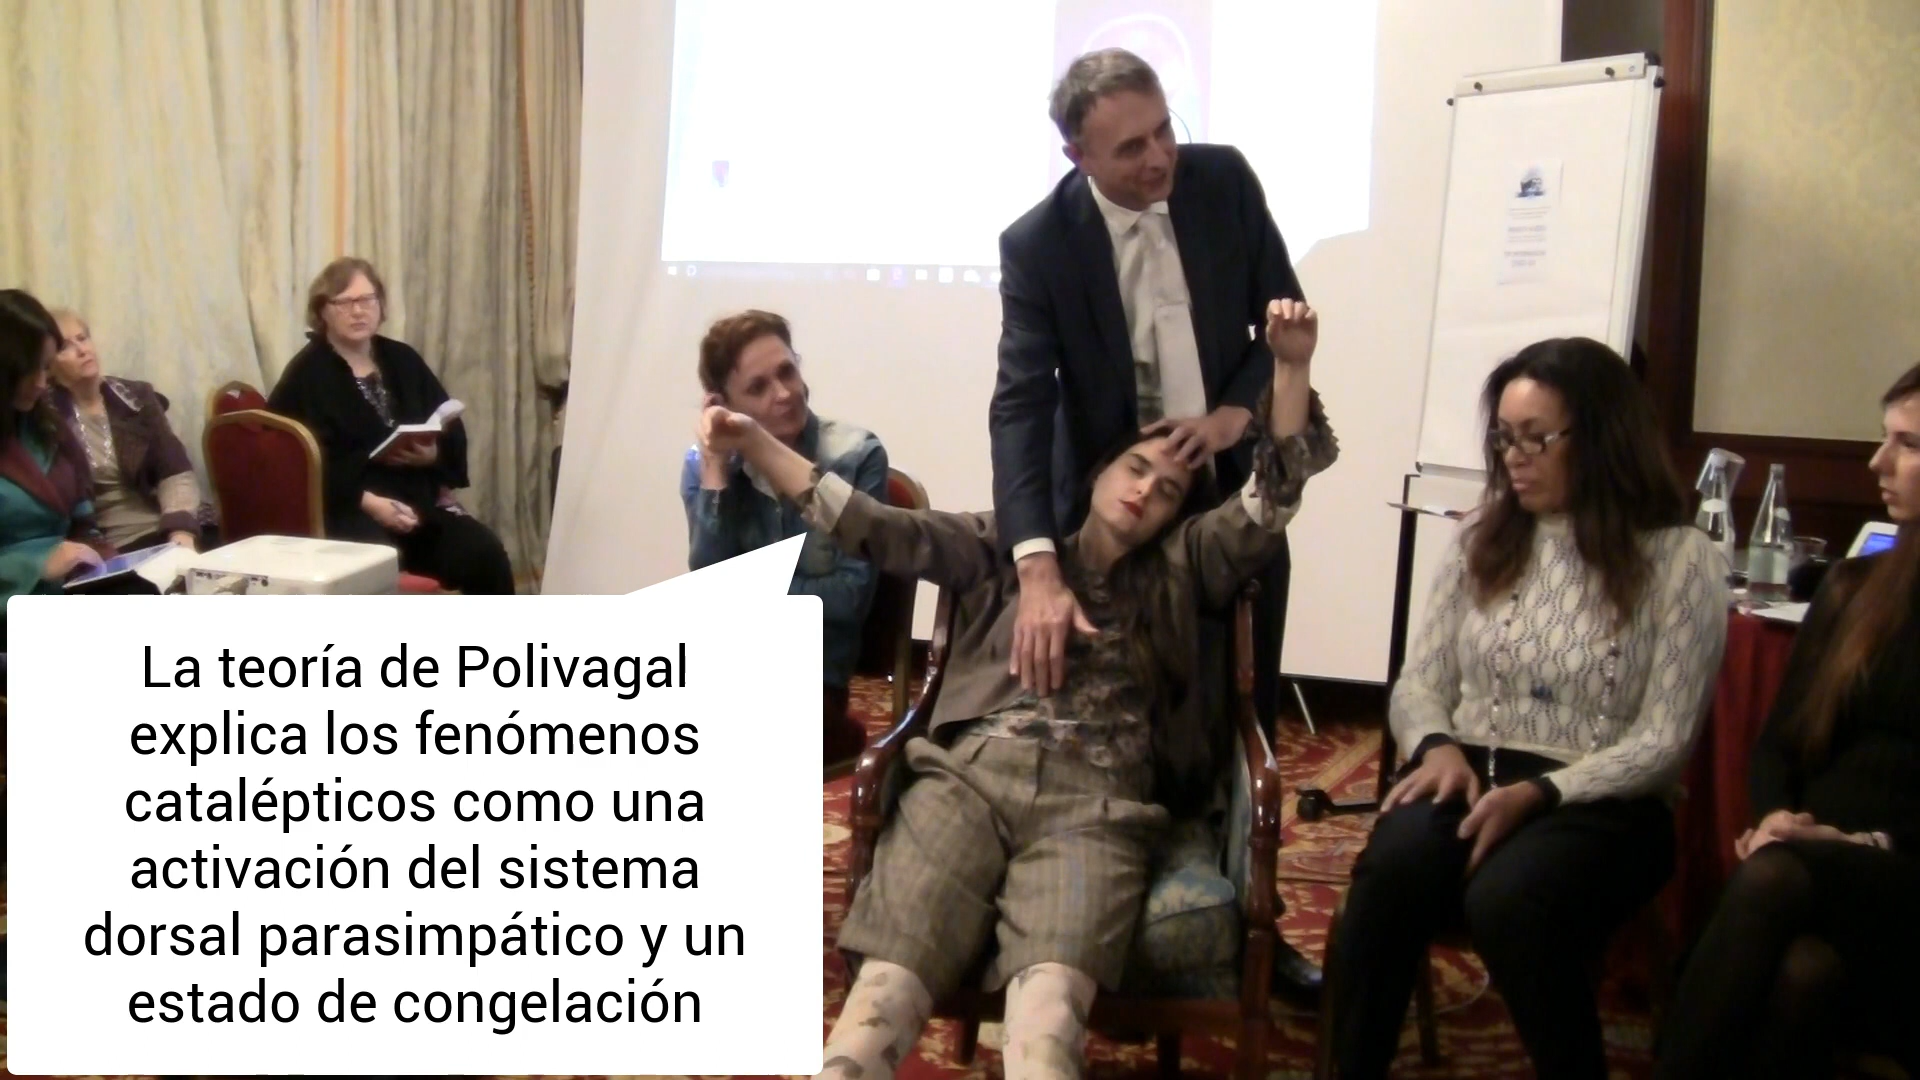 La teoría de Polivagal
explica los fenómenos
catalépticos como una
activación del sistema
dorsal parasimpático y un
estado de congelación